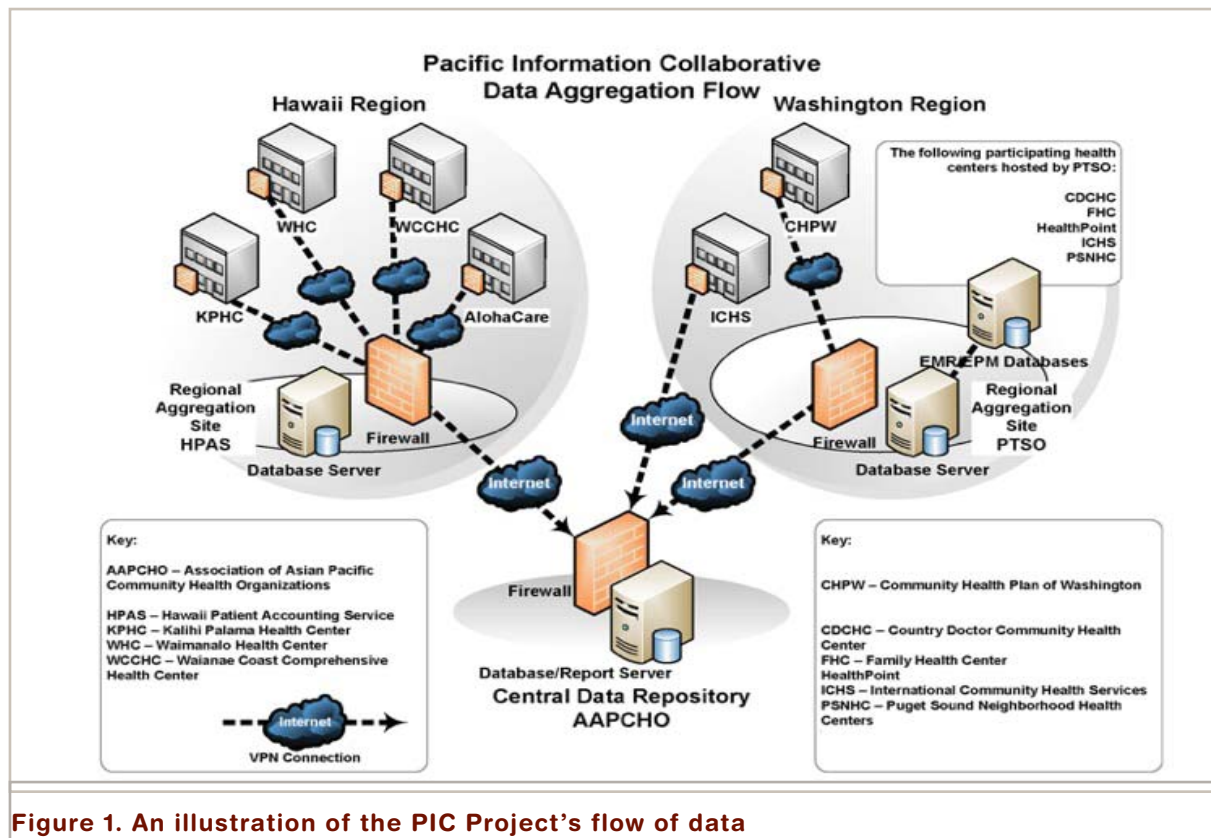 Pacific Information Collaborative
Data Aggregation Flow
Hawaii Region
Washington Region
WHC
WCCHC
KPHC
AlohaCare
Regional
Aggregation
Site
HPAS
Database Server
Firewall
Internet
CHPW
ICHS
Internet
Internet
The following participating health
centers hosted by PTSO:
CDCHC
FHC
HealthPoint
ICHS
PSNHC
EMR/EPM Databases
Firewall
Database Server
Regional
Aggregation
Site
PTSO
Firewall
Database/Report Server
Central Data Repository
AAPCHO
Key:
AAPCHO – Association of Asian Pacific
Community Health Organizations
HPAS – Hawaii Patient Accounting Service
KPHC – Kalihi Palama Health Center
WHC – Waimanalo Health Center
WCCHC – Waianae Coast Comprehensive
Health Center
Internet
VPN Connection
Key:
CHPW – Community Health Plan of Washington
CDCHC – Country Doctor Community Health
Center
FHC – Family Health Center
HealthPoint
ICHS – International Community Health Services
PSNHC – Puget Sound Neighborhood Health
Centers
Figure 1. An illustration of the PIC Project's flow of data